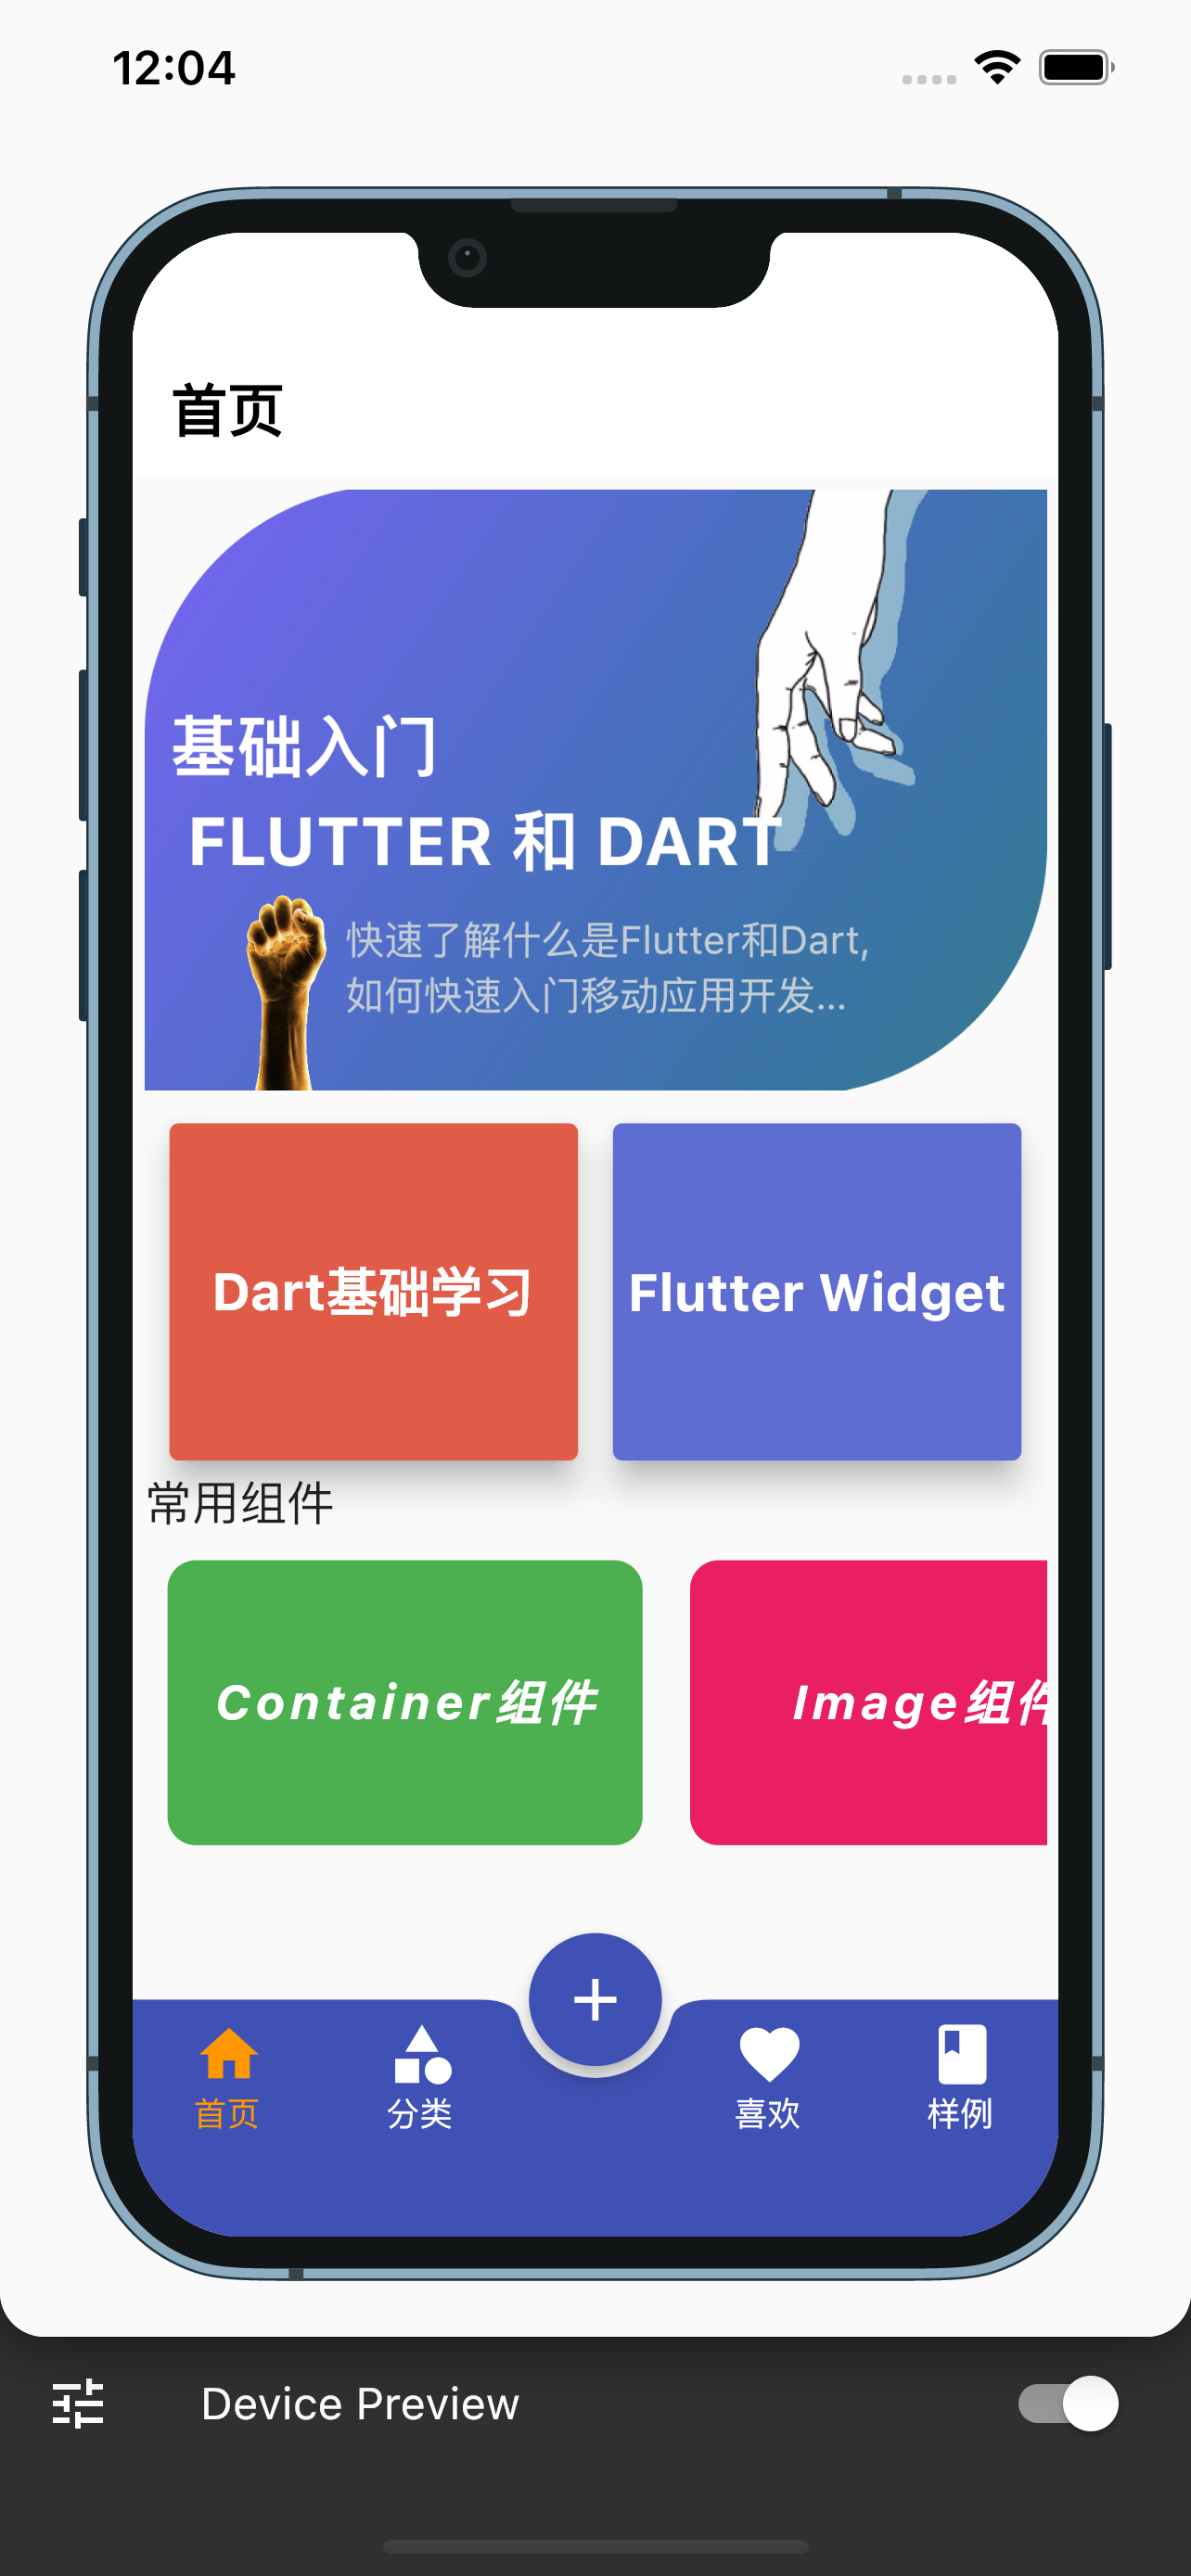 12:04
首页
基础入门
FLUTTER 和 DART
快速了解什么是Flutter和Dart,
如何快速入门移动应用开发...
Dart基础学习
Flutter Widget
常用组件
Container组件
Image组件
首页
分类
喜欢
样例
Device Preview